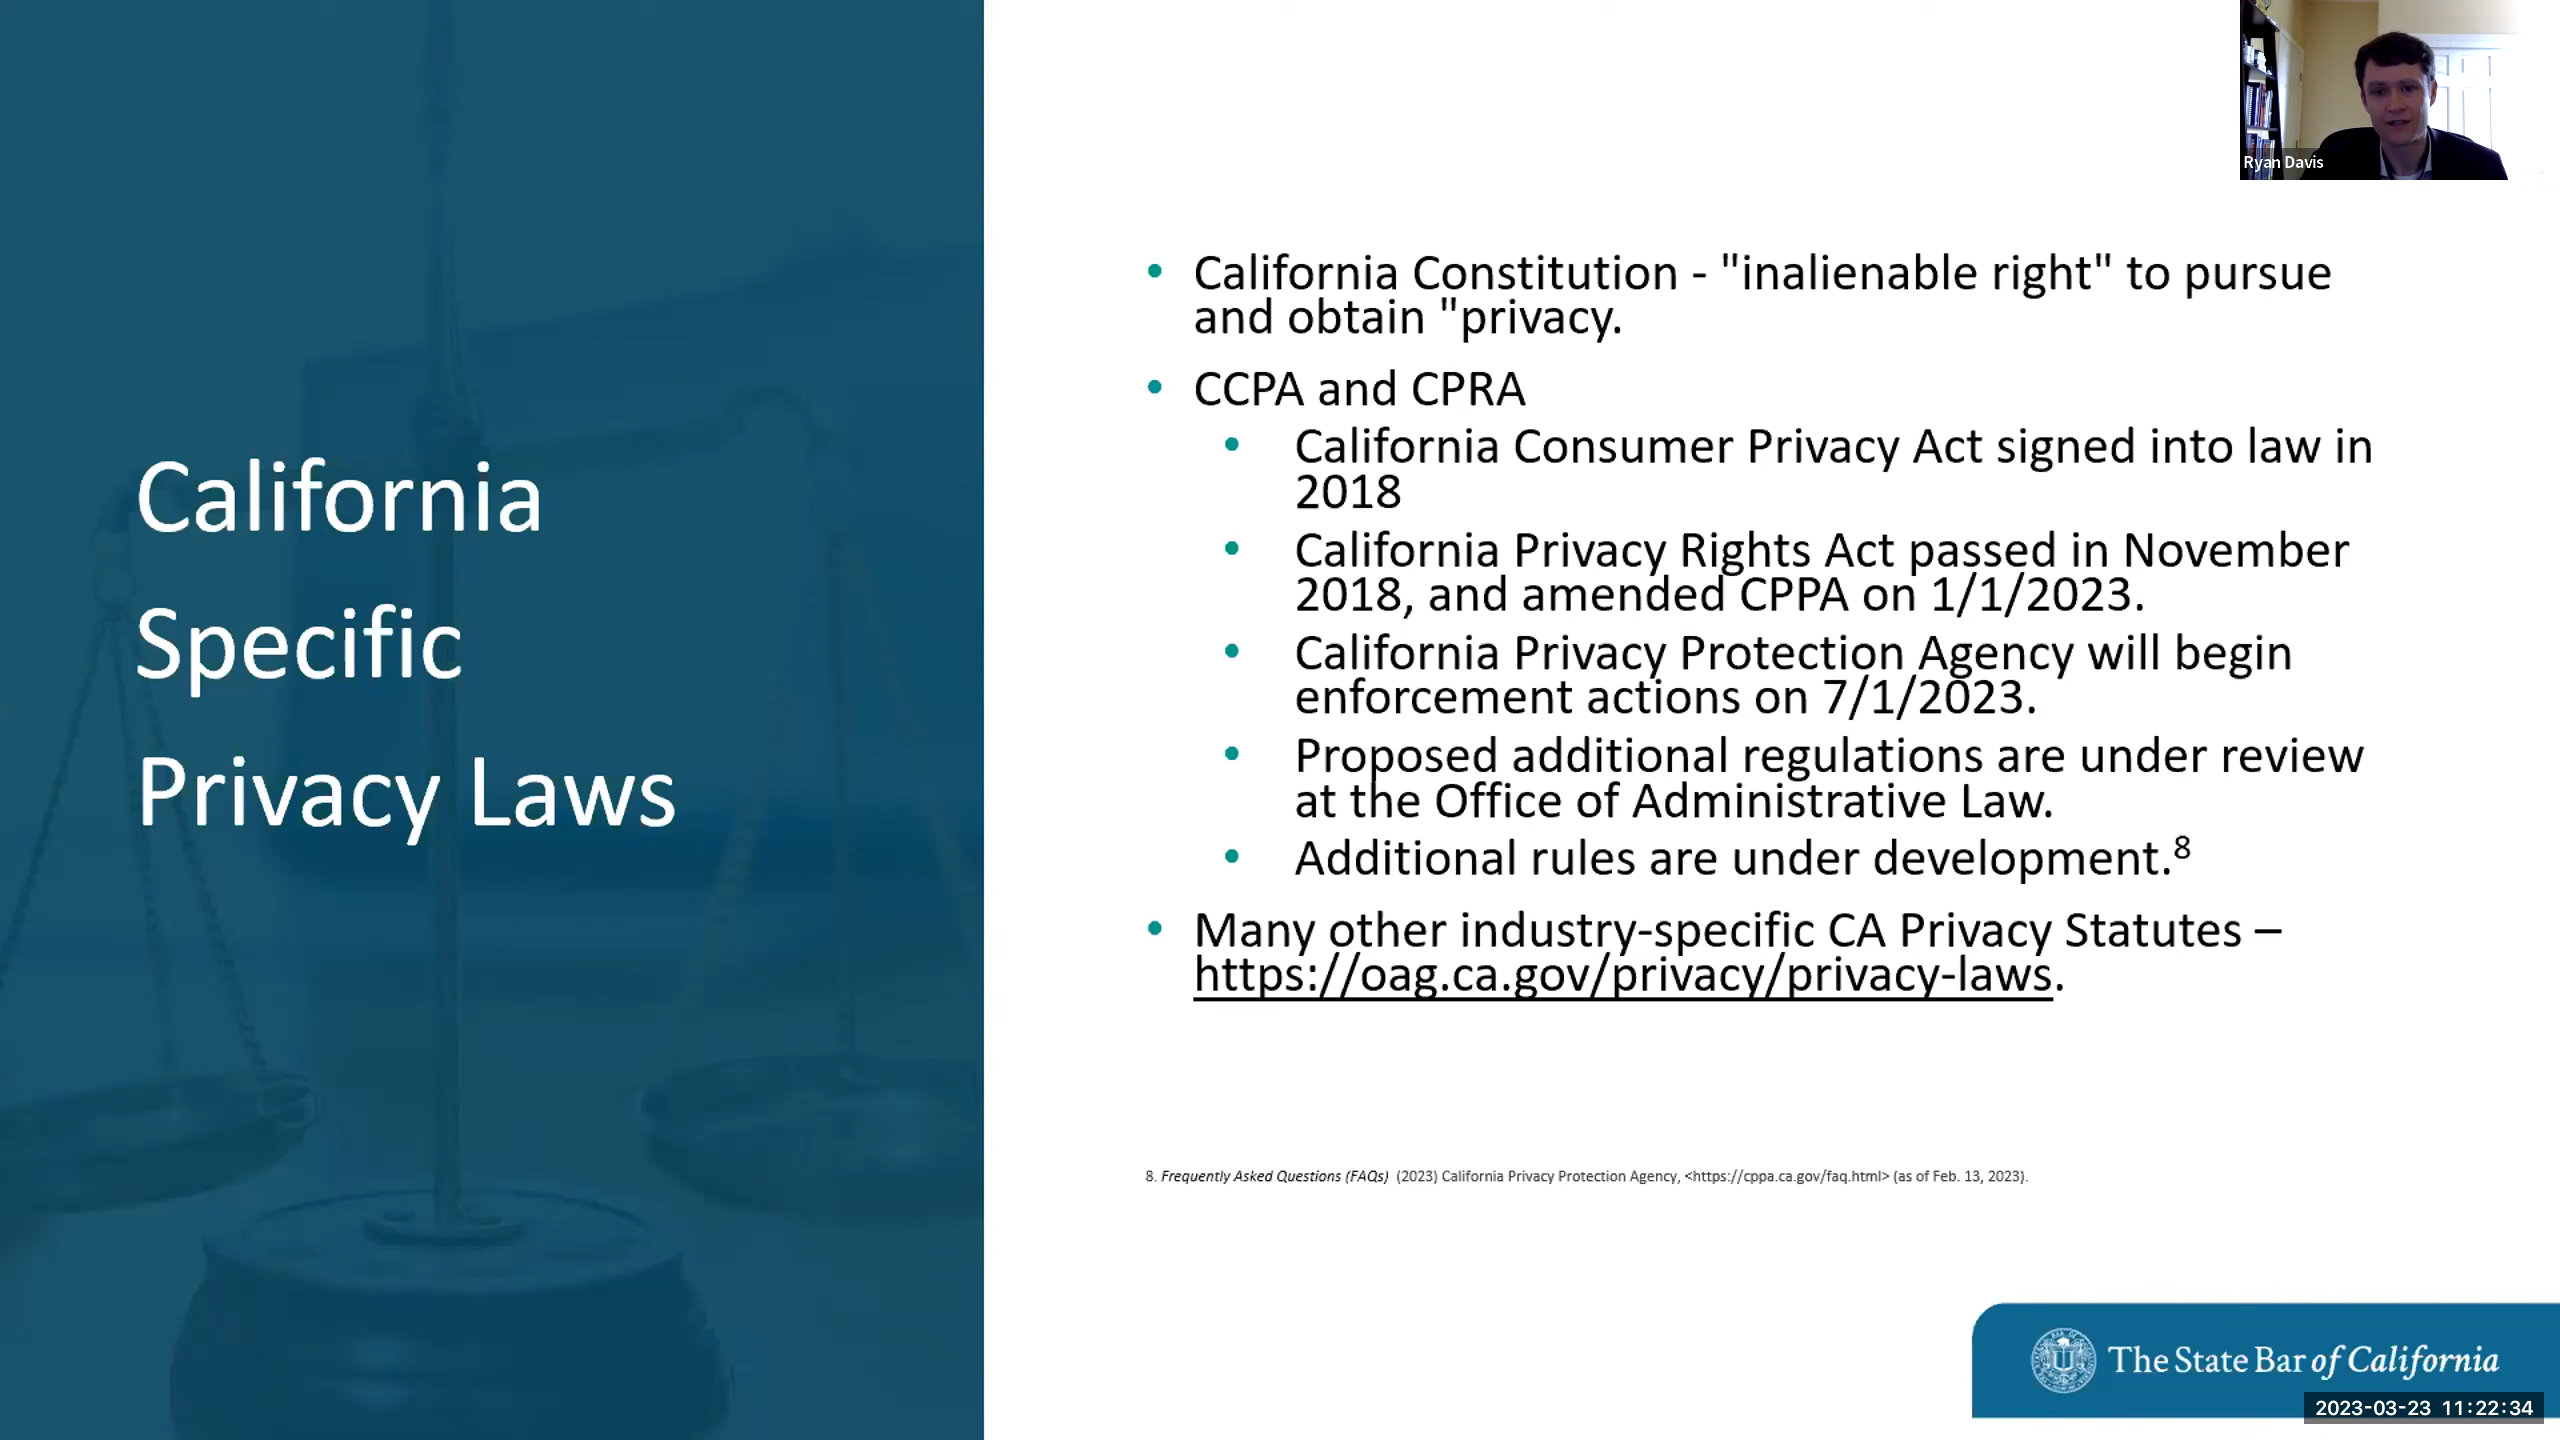 Ryan Davis
California
Specific
Privacy Laws
• California Constitution - "inalienable right" to pursue
and obtain "privacy.
• CCPA and CPRA
• California Consumer Privacy Act signed into law in
2018
• California Privacy Rights Act passed in November
2018, and amended CPPA on 1/1/2023.
• California Privacy Protection Agency will begin
enforcement actions on 7/1/2023.
• Proposed additional regulations are under review
at the Office of Administrative Law.
• Additional rules are under development.⁸
• Many other industry-specific CA Privacy Statutes –
https://oag.ca.gov/privacy/privacy-laws.
8. Frequently Asked Questions (FAQs) (2023) California Privacy Protection Agency, <https://cppa.ca.gov/faq.html> (as of Feb. 13, 2023).
The State Bar of California
2023-03-23 11:22:34